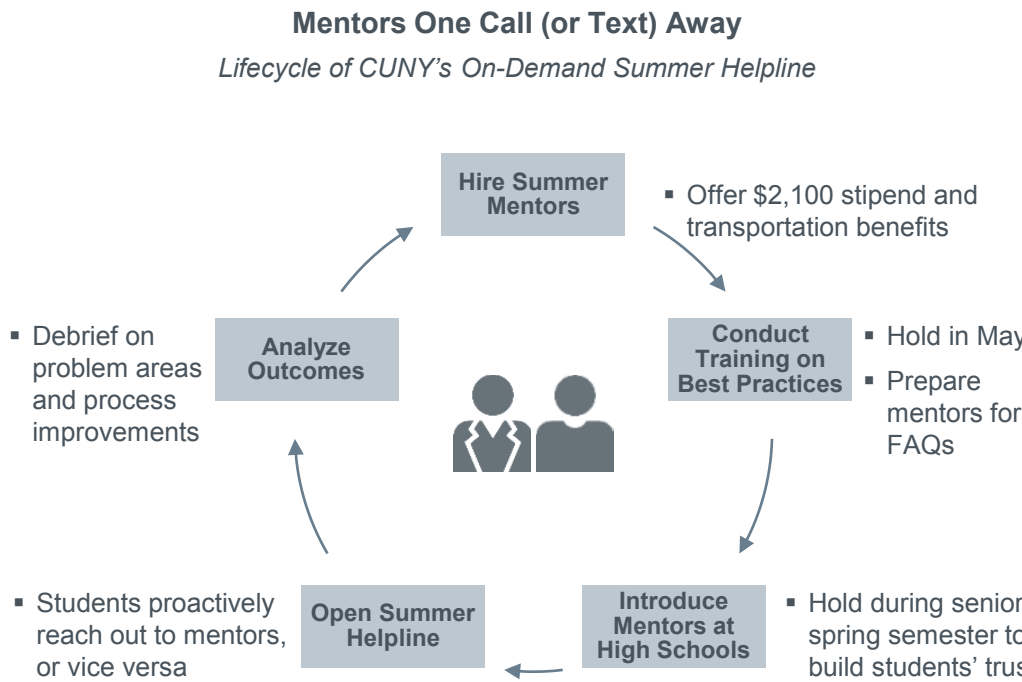 Mentors One Call (or Text) Away
Lifecycle of CUNY's On-Demand Summer Helpline
Hire Summer
Mentors
▪ Offer $2,100 stipend and
transportation benefits
Conduct
Training on
Best Practices
▪ Hold in May
▪ Prepare
mentors for
FAQs
Introduce
Mentors at
High Schools
▪ Hold during senior
spring semester to
build students' trus
Open Summer
Helpline
▪ Students proactively
reach out to mentors,
or vice versa
Analyze
Outcomes
▪ Debrief on
problem areas
and process
improvements